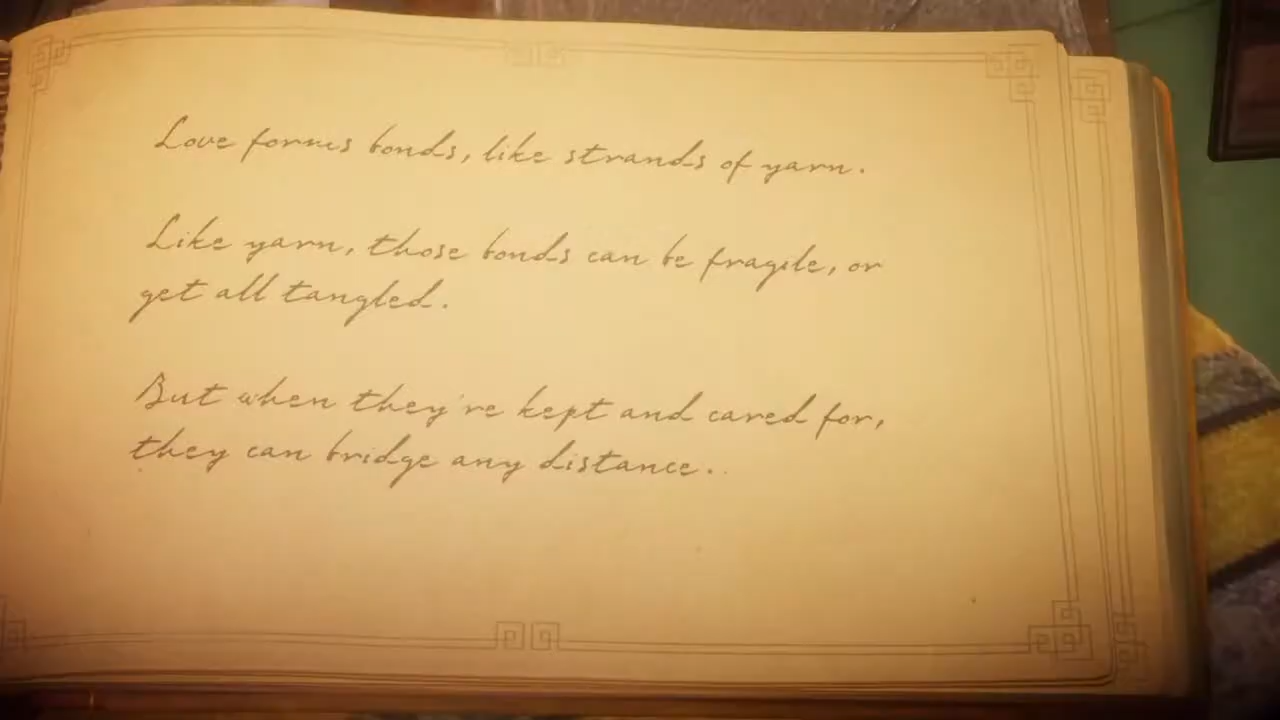 Love forms bonds, like strands of yarn.
Like yarn, those bonds can be fragile, or
get all tangled.
But when they're kept and cared for,
they can bridge any distance..